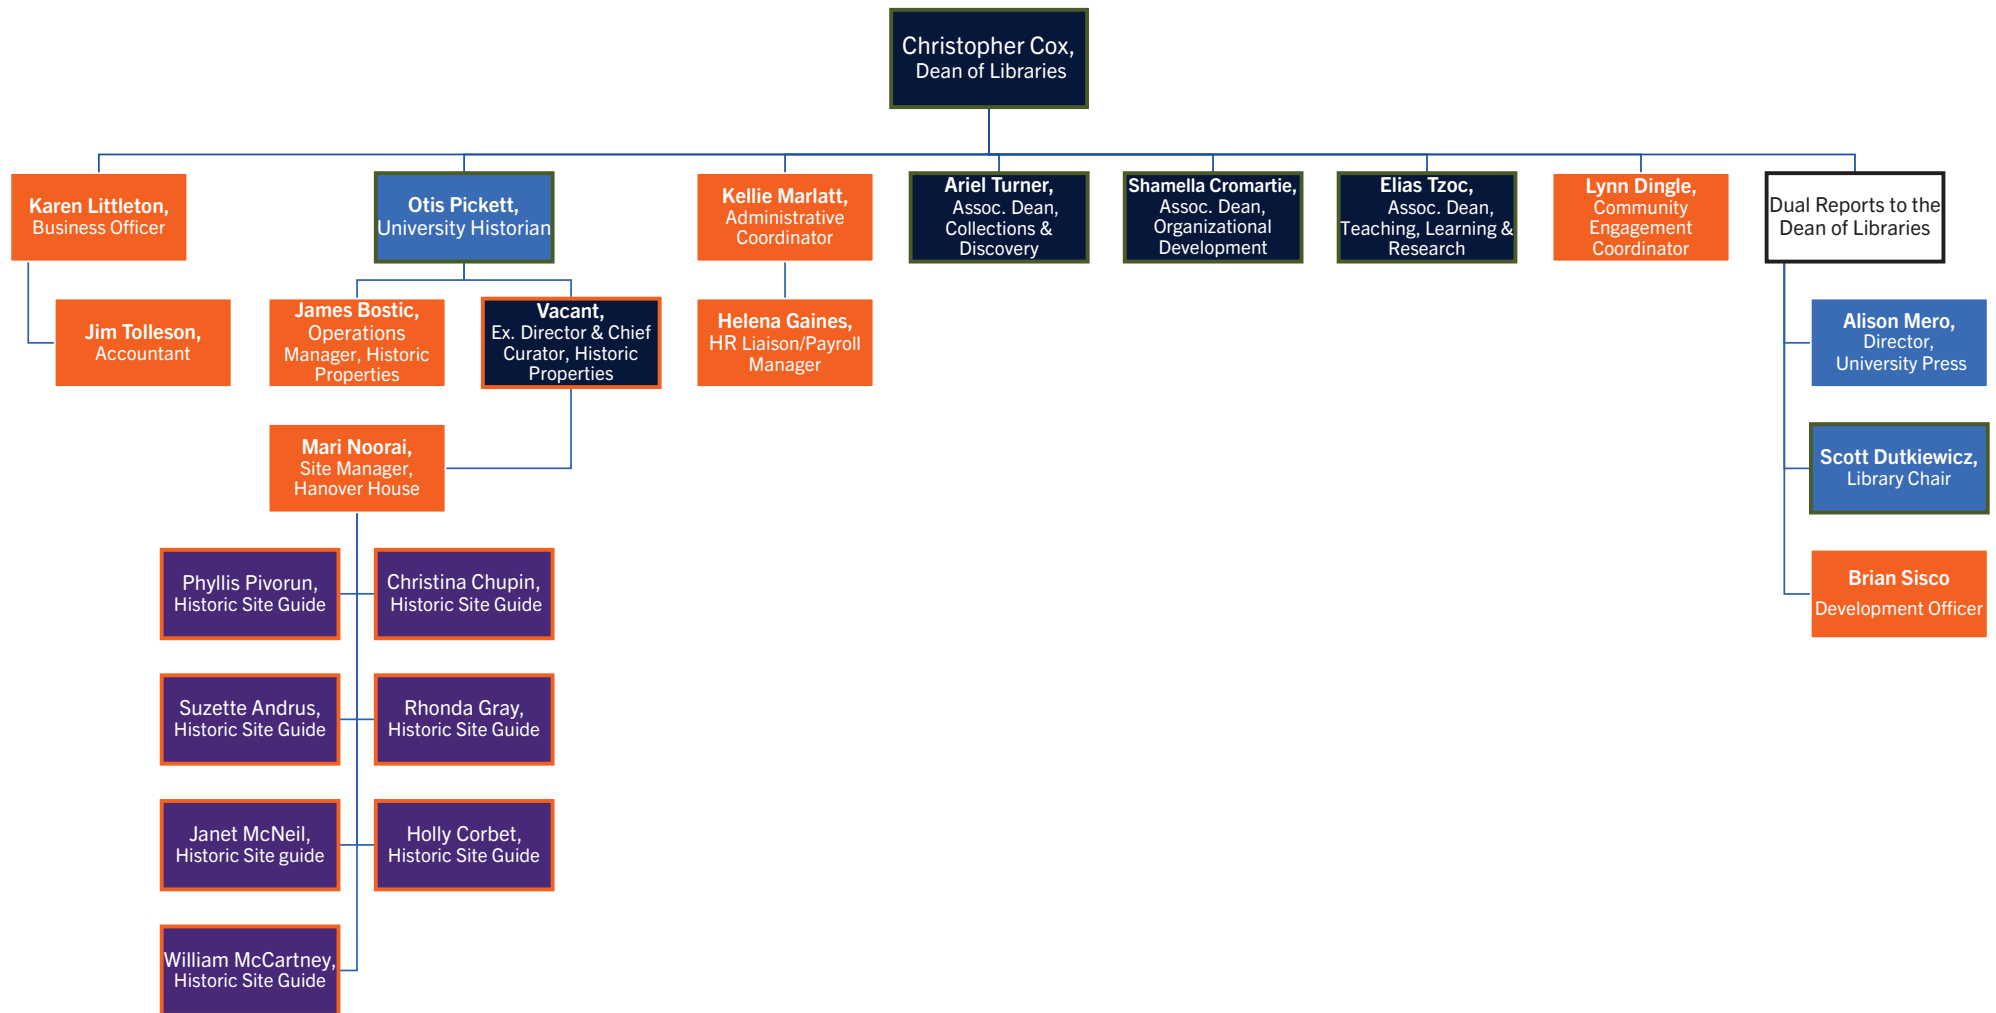 Christopher Cox,
Dean of Libraries
Karen Littleton,
Business Officer
Otis Pickett,
University Historian
Kellie Marlatt,
Administrative
Coordinator
Ariel Turner,
Assoc. Dean,
Collections &
Discovery
Shamella Cromartie,
Assoc. Dean,
Organizational
Development
Elias Tzoc,
Assoc. Dean,
Teaching, Learning &
Research
Lynn Dingle,
Community
Engagement
Coordinator
Dual Reports to the
Dean of Libraries
Jim Tolleson,
Accountant
James Bostic,
Operations
Manager, Historic
Properties
Vacant,
Ex. Director & Chief
Curator, Historic
Properties
Helena Gaines,
HR Liaison/Payroll
Manager
Alison Mero,
Director,
University Press
Mari Noorai,
Site Manager,
Hanover House
Scott Dutkiewicz,
Library Chair
Phyllis Pivorun,
Historic Site Guide
Christina Chupin,
Historic Site Guide
Brian Sisco
Development Officer
Suzette Andrus,
Historic Site Guide
Rhonda Gray,
Historic Site Guide
Janet McNeil,
Historic Site guide
Holly Corbet,
Historic Site Guide
William McCartney,
Historic Site Guide